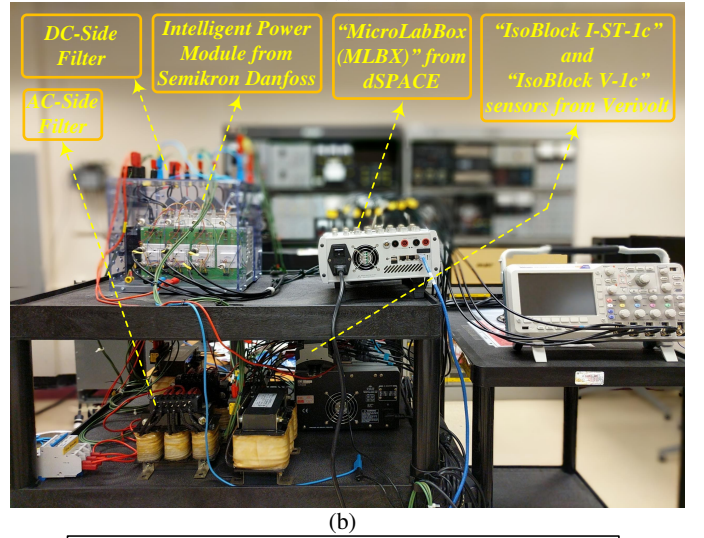 DC-Side
Filter
Intelligent Power
Module from
Semikron Danfoss
"MicroLabBox
(MLBX)" from
dSPACE
"IsoBlock I-ST-1c"
and
"IsoBlock V-1c"
sensors from Verivolt
AC-Side
Filter
(b)